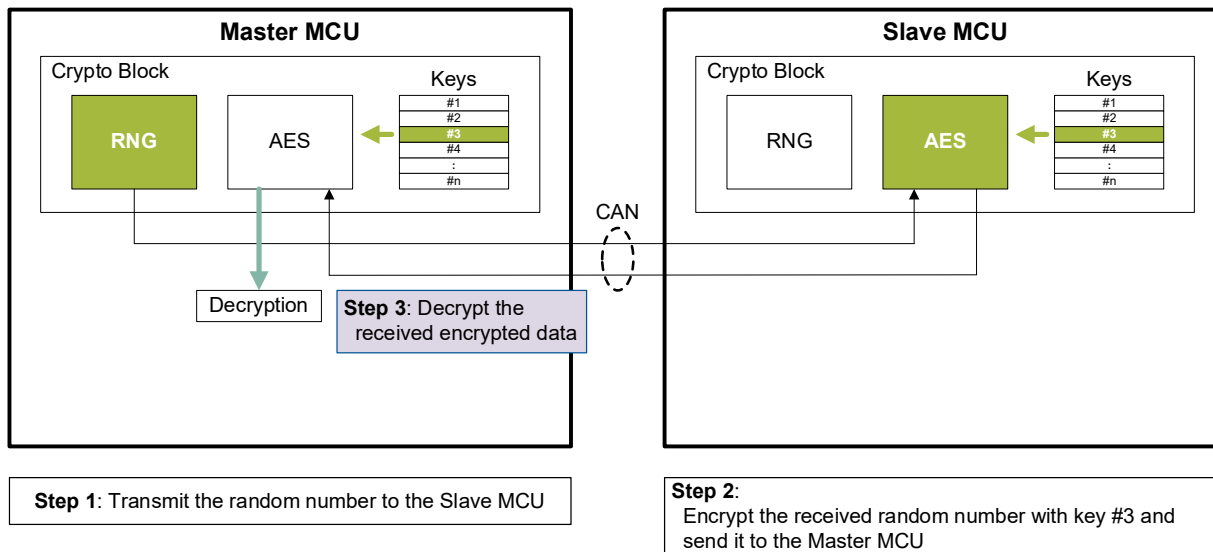 Master MCU
Crypto Block
Keys
RNG
AES
#1
#2
#3
#4
:
#n
Decryption
Step 3: Decrypt the
received encrypted data
CAN
Slave MCU
Crypto Block
Keys
RNG
AES
#1
#2
#3
#4
:
#n
Step 1: Transmit the random number to the Slave MCU
Step 2:
Encrypt the received random number with key #3 and
send it to the Master MCU